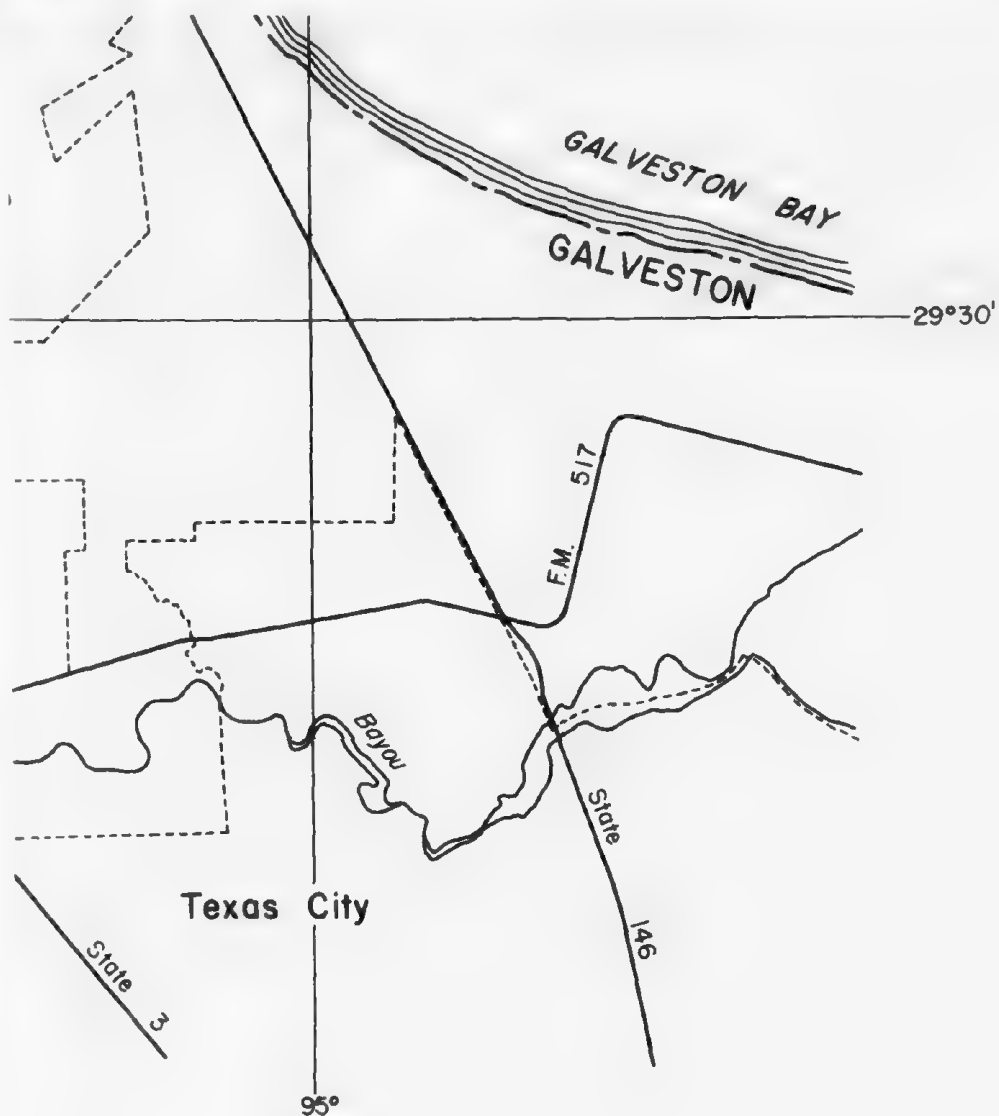 GALVESTON BAY
GALVESTON
29°30'
F.M. 517
Bayou
State 146
Texas City
State 3
95°